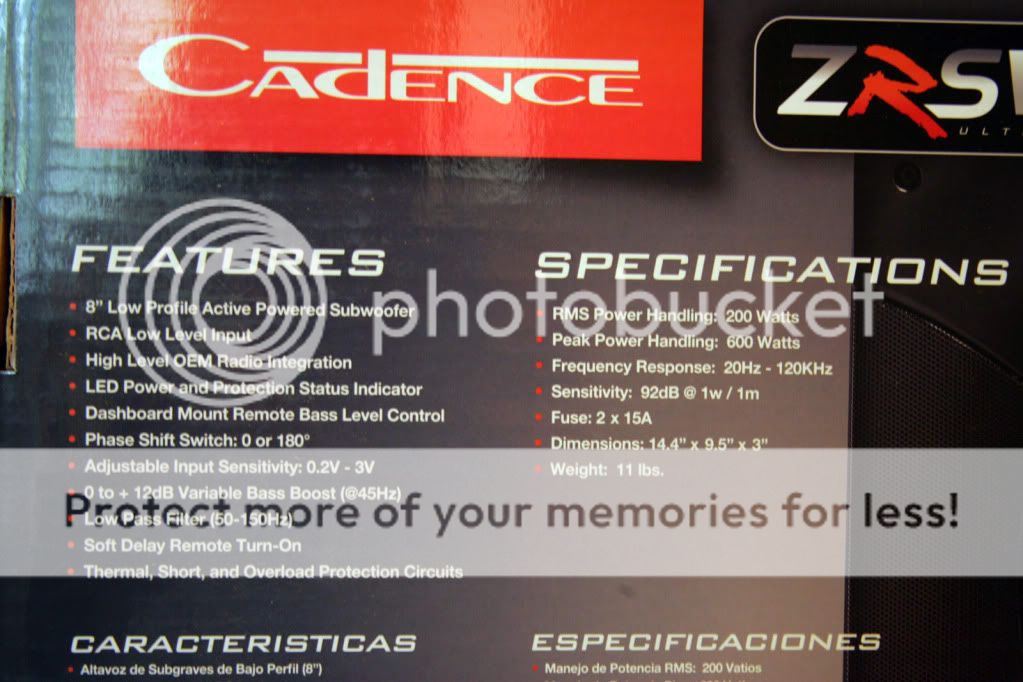 CADENCE
ZRS
ULT
FEATURES
• 8" Low Profile Active Powered Subwoofer
• RCA Low Level Input
• High Level OEM Radio Integration
• LED Power and Protection Status Indicator
• Dashboard Mount Remote Bass Level Control
• Phase Shift Switch: 0 or 180°
• Adjustable Input Sensitivity: 0.2V - 3V
• 0 to + 12dB Variable Bass Boost (@45Hz)
• Low Pass Filter (50-150Hz)
• Soft Delay Remote Turn-On
• Thermal, Short, and Overload Protection Circuits
SPECIFICATIONS
• RMS Power Handling: 200 Watts
• Peak Power Handling: 600 Watts
• Frequency Response: 20Hz - 120KHz
• Sensitivity: 92dB @ 1w / 1m
• Fuse: 2 x 15A
• Dimensions: 14.4" x 9.5" x 3"
• Weight: 11 lbs.
photobucket
Protect more of your memories for less!
CARACTERISTICAS
• Altavoz de Subgraves de Bajo Perfil (8")
ESPECIFICACIONES
• Manejo de Potencia RMS: 200 Vatios